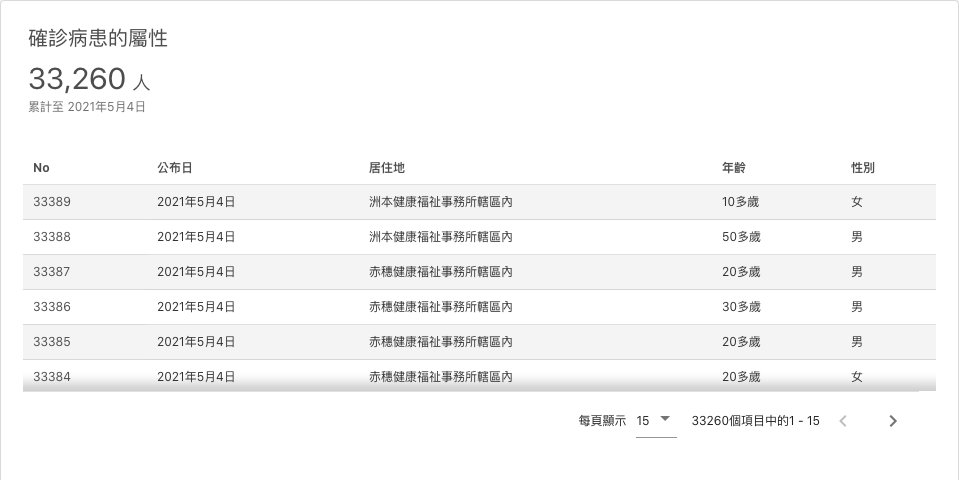 確診病患的屬性
33,260 人
累計至 2021年5月4日
No 公布日 居住地 年齡 性別
33389 2021年5月4日 洲本健康福祉事務所轄區內 10多歲 女
33388 2021年5月4日 洲本健康福祉事務所轄區內 50多歲 男
33387 2021年5月4日 赤穗健康福祉事務所轄區內 20多歲 男
33386 2021年5月4日 赤穗健康福祉事務所轄區內 30多歲 男
33385 2021年5月4日 赤穗健康福祉事務所轄區內 20多歲 男
33384 2021年5月4日 赤穗健康福祉事務所轄區內 20多歲 女
每頁顯示 15 33260個項目中的1 - 15